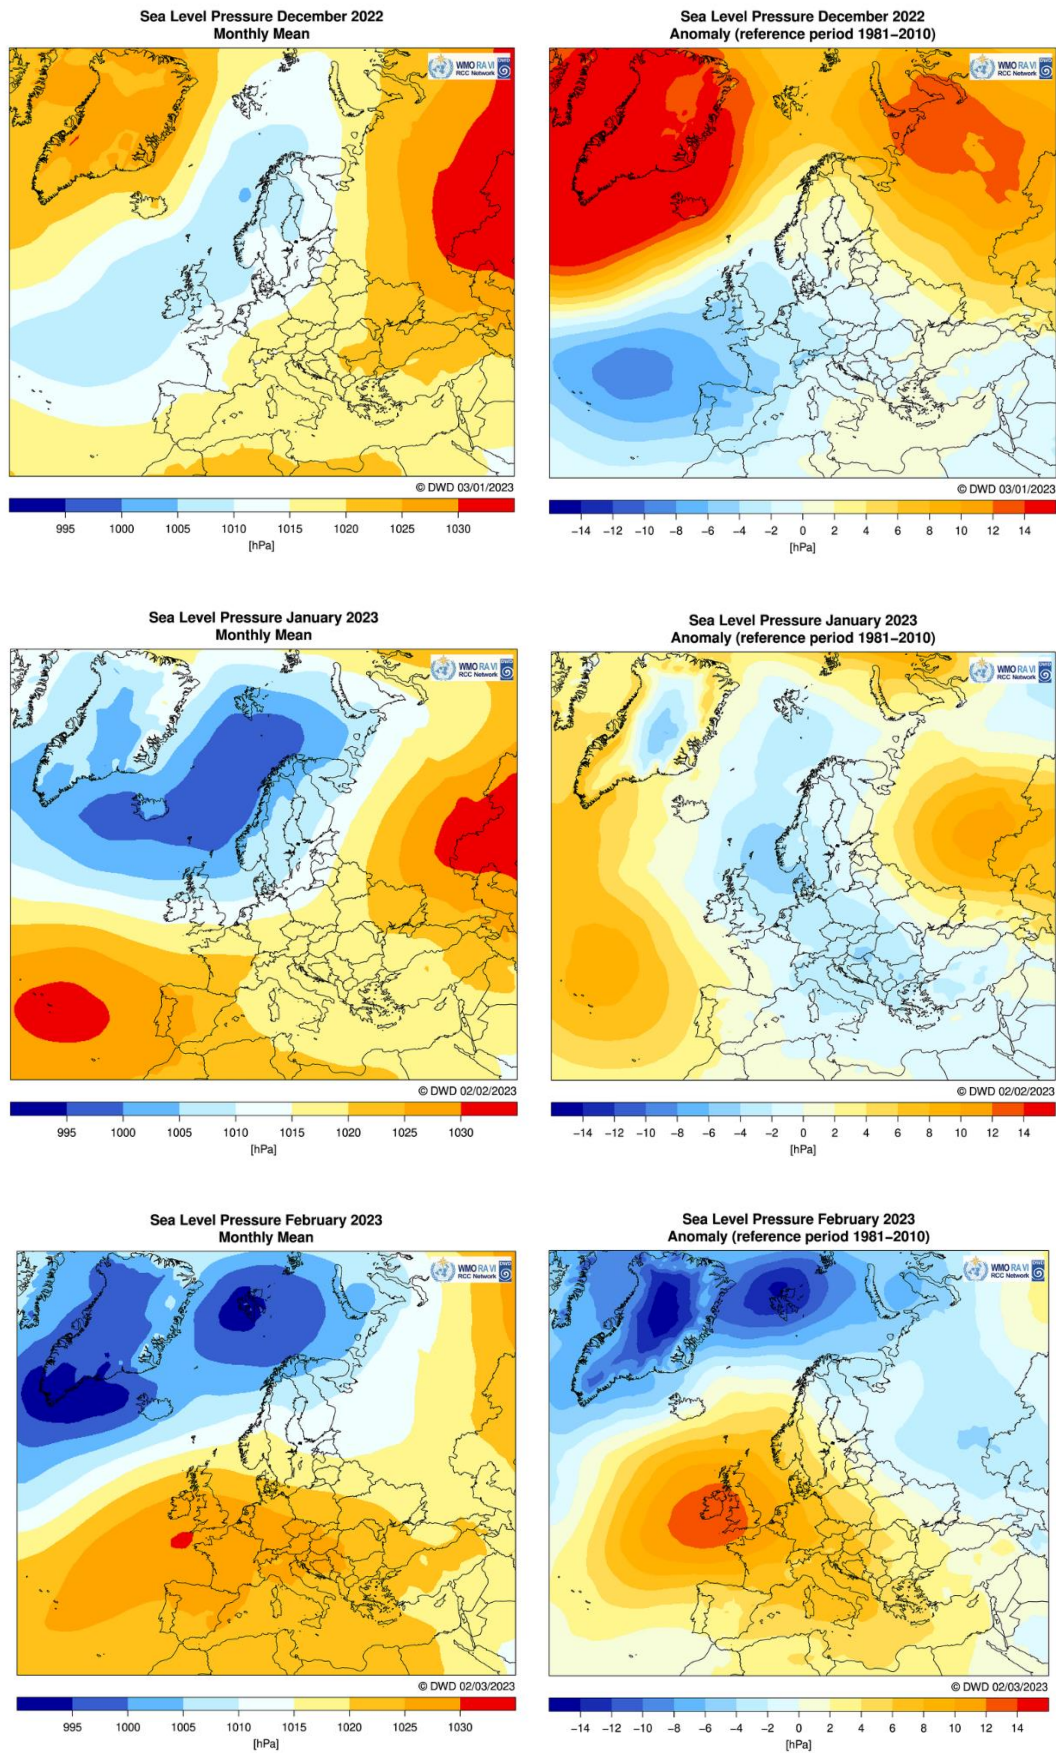 Sea Level Pressure December 2022
Monthly Mean
WMO RA VI
RCC Network
DWD
© DWD 03/01/2023
995 1000 1005 1010 1015 1020 1025 1030
[hPa]
Sea Level Pressure December 2022
Anomaly (reference period 1981−2010)
WMO RA VI
RCC Network
DWD
© DWD 03/01/2023
−14 −12 −10 −8 −6 −4 −2 0 2 4 6 8 10 12 14
[hPa]
Sea Level Pressure January 2023
Monthly Mean
WMO RA VI
RCC Network
DWD
© DWD 02/02/2023
995 1000 1005 1010 1015 1020 1025 1030
[hPa]
Sea Level Pressure January 2023
Anomaly (reference period 1981−2010)
WMO RA VI
RCC Network
DWD
© DWD 02/02/2023
−14 −12 −10 −8 −6 −4 −2 0 2 4 6 8 10 12 14
[hPa]
Sea Level Pressure February 2023
Monthly Mean
WMO RA VI
RCC Network
DWD
© DWD 02/03/2023
995 1000 1005 1010 1015 1020 1025 1030
[hPa]
Sea Level Pressure February 2023
Anomaly (reference period 1981−2010)
WMO RA VI
RCC Network
DWD
© DWD 02/03/2023
−14 −12 −10 −8 −6 −4 −2 0 2 4 6 8 10 12 14
[hPa]